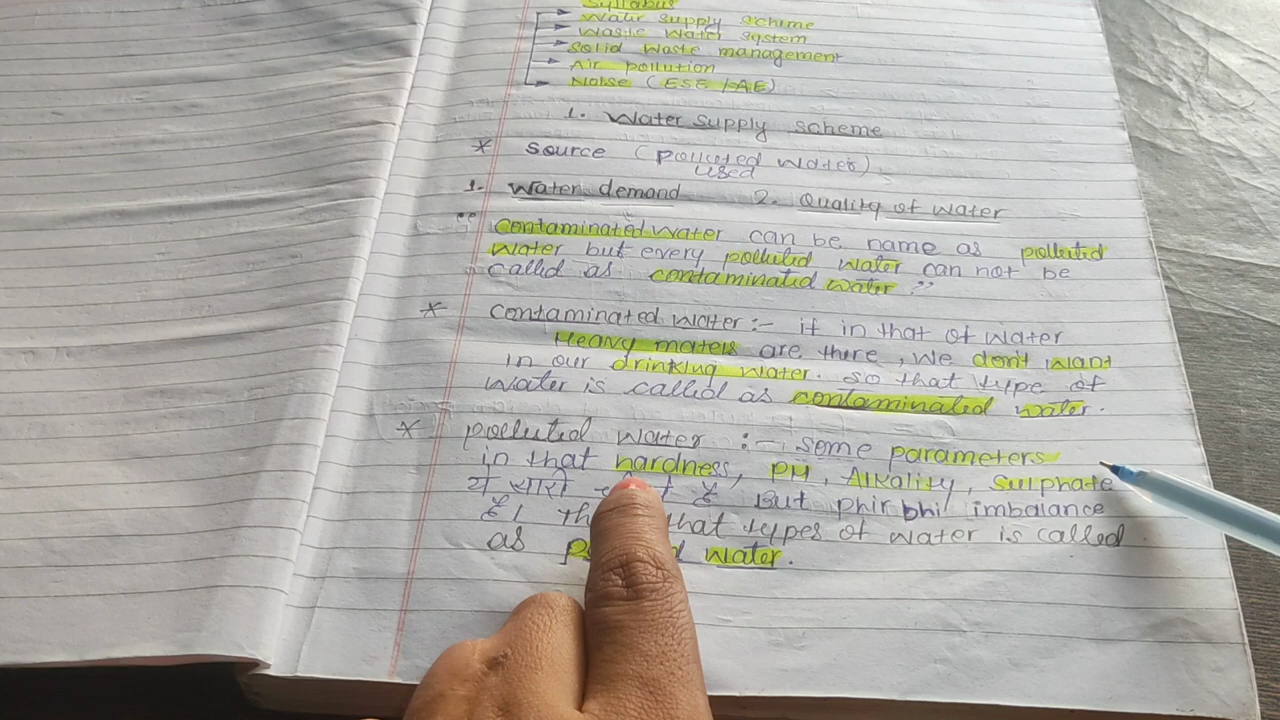 Syllabus
Water supply scheme
Waste water system
Solid waste management
Air pollution
Noise (ESE / AE)
1. Water supply scheme
* Source (polluted water)
used
1. Water demand 2. Quality of water
"Contaminated water can be name as polluted
water but every polluted water can not be
called as contaminated water."
* Contaminated water :- if in that of water
Heavy maters are there, we don't want
in our drinking water. so that type of
water is called as contaminated water.
* polluted water :- some parameters
in that hardness, PH, Alkality, Sulphate
ये सारी है But phir bhi imbalance
है। that types of water is called
as water.